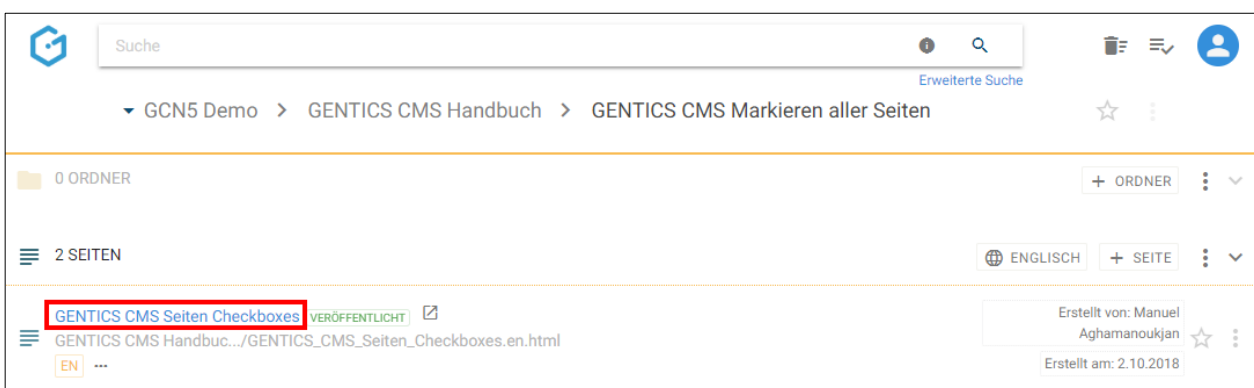 Suche
Erweiterte Suche
GCN5 Demo > GENTICS CMS Handbuch > GENTICS CMS Markieren aller Seiten
0 ORDNER
+ ORDNER
2 SEITEN
ENGLISCH
+ SEITE
GENTICS CMS Seiten Checkboxes VERÖFFENTLICHT
GENTICS CMS Handbuc.../GENTICS_CMS_Seiten_Checkboxes.en.html
EN
Erstellt von: Manuel
Aghamanoukjan
Erstellt am: 2.10.2018